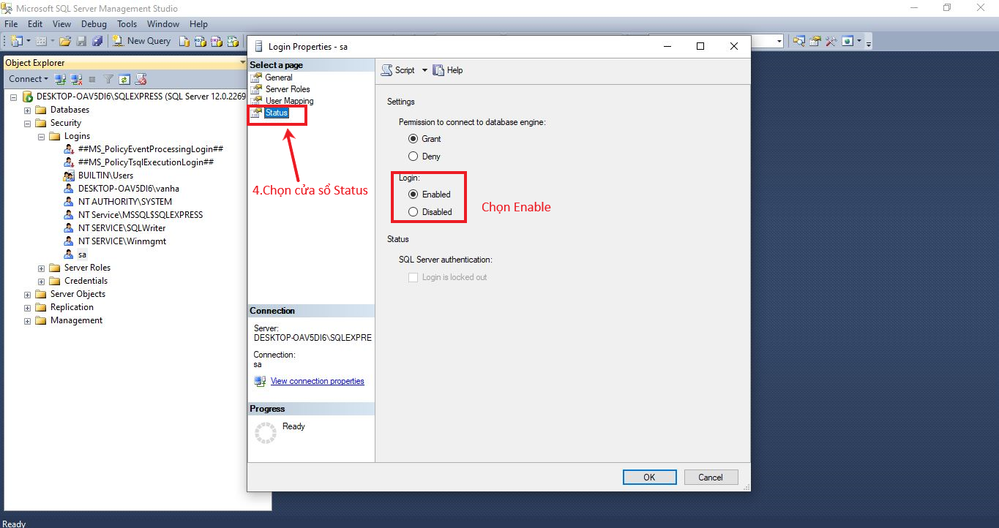 Microsoft SQL Server Management Studio
File Edit View Debug Tools Window Help
New Query
Object Explorer
Connect
DESKTOP-OAV5DI6\SQLEXPRESS (SQL Server 12.0.2269
Databases
Security
Logins
##MS_PolicyEventProcessingLogin##
##MS_PolicyTsqlExecutionLogin##
BUILTIN\Users
DESKTOP-OAV5DI6\vanha
NT AUTHORITY\SYSTEM
NT Service\MSSQL$SQLEXPRESS
NT SERVICE\SQLWriter
NT SERVICE\Winmgmt
sa
Server Roles
Credentials
Server Objects
Replication
Management
Login Properties - sa
Select a page
General
Server Roles
User Mapping
Status
4.Chọn cửa sổ Status
Connection
Server:
DESKTOP-OAV5DI6\SQLEXPRE
Connection:
sa
View connection properties
Progress
Ready
Script Help
Settings
Permission to connect to database engine:
Grant
Deny
Login:
Enabled
Disabled
Chọn Enable
Status
SQL Server authentication:
Login is locked out
OK Cancel
Ready